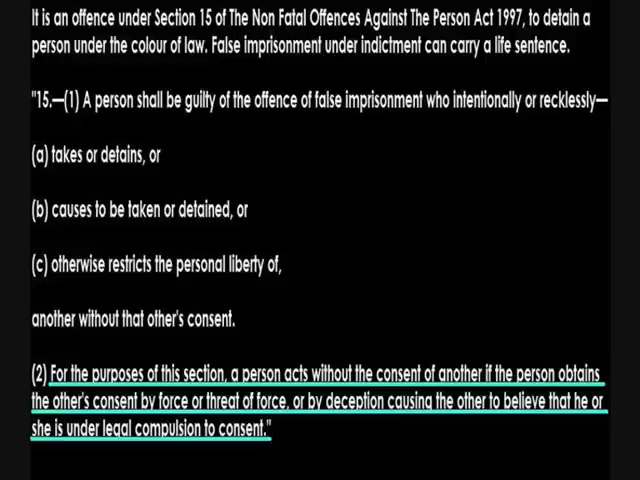 It is an offence under Section 15 of The Non Fatal Offences Against The Person Act 1997, to detain a
person under the colour of law. False imprisonment under indictment can carry a life sentence.
"15.—(1) A person shall be guilty of the offence of false imprisonment who intentionally or recklessly—
(a) takes or detains, or
(b) causes to be taken or detained, or
(c) otherwise restricts the personal liberty of,
another without that other's consent.
(2) For the purposes of this section, a person acts without the consent of another if the person obtains
the other's consent by force or threat of force, or by deception causing the other to believe that he or
she is under legal compulsion to consent."